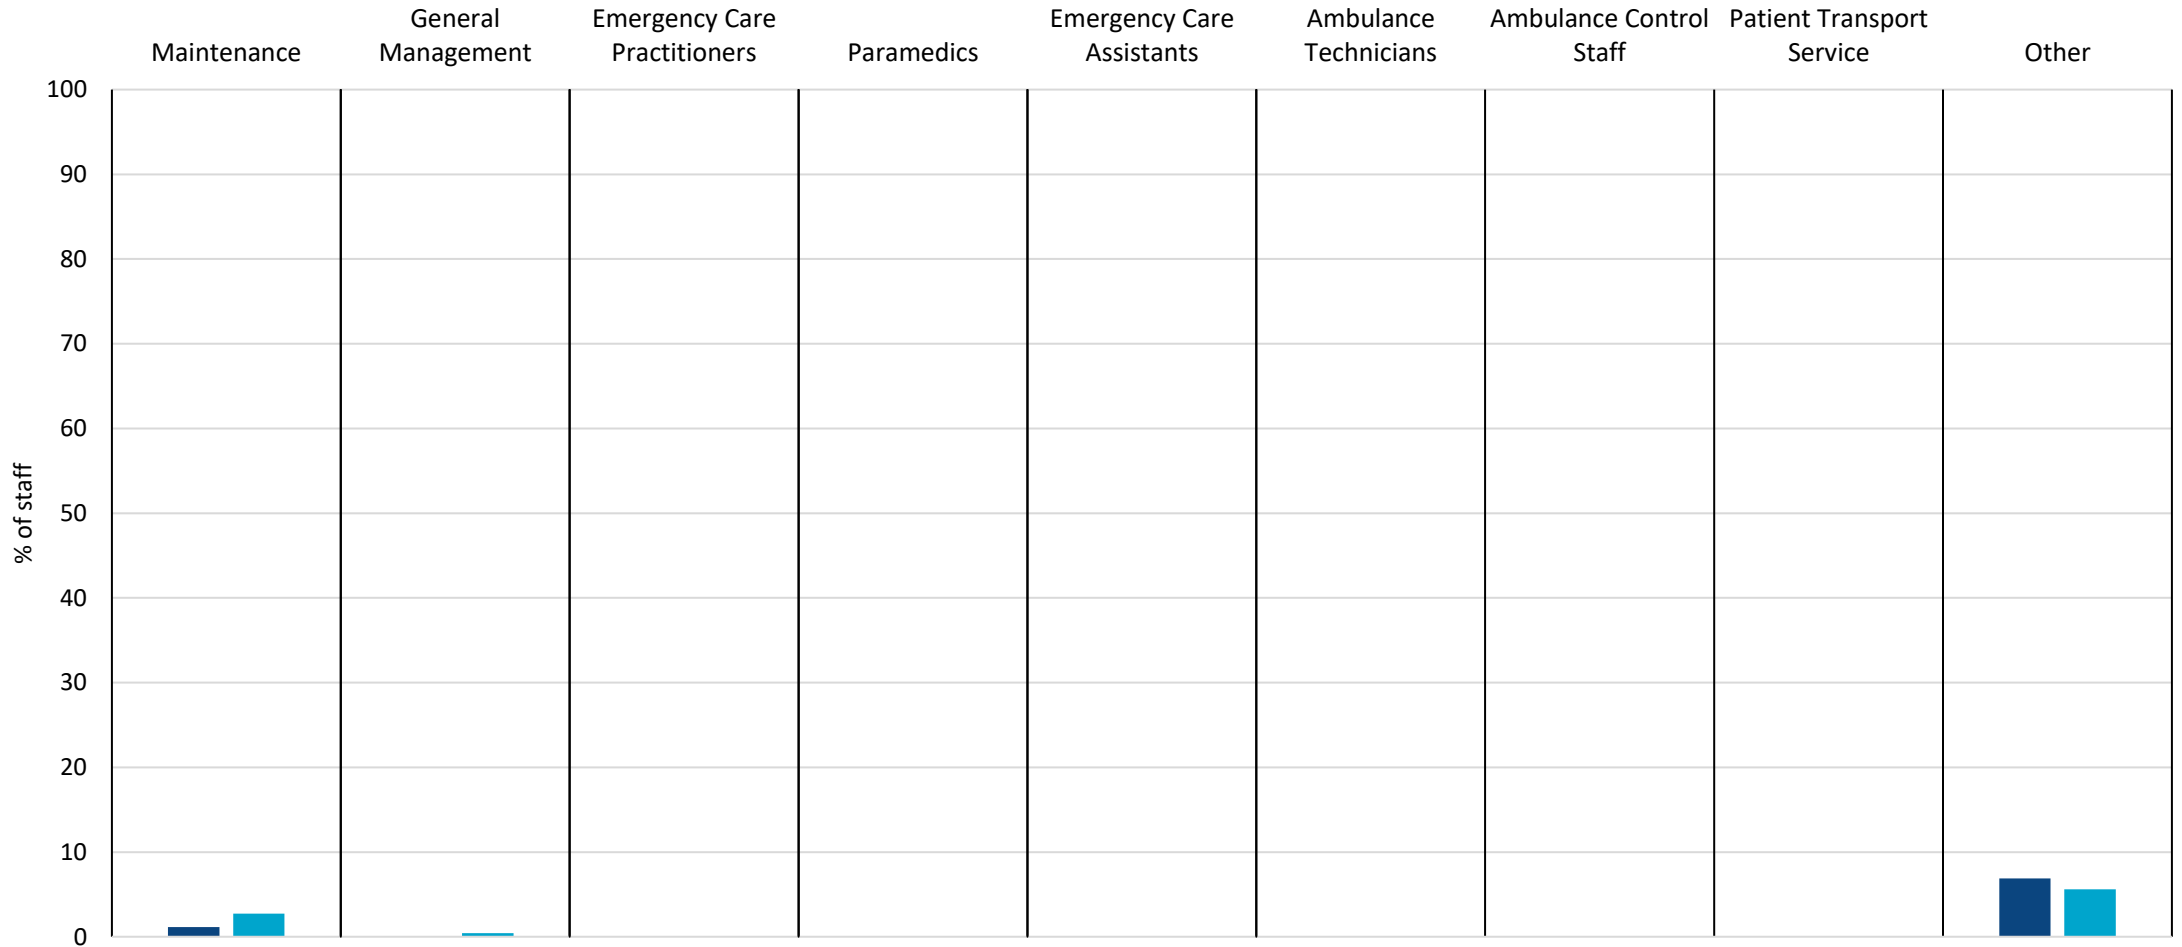 General
Emergency Care
Emergency Care
Ambulance
Ambulance Control
Patient Transport
Maintenance
Management
Practitioners
Paramedics
Assistants
Technicians
Staff
Service
Other
100
90
80
70
60
50
40
30
20
10
0
% of staff